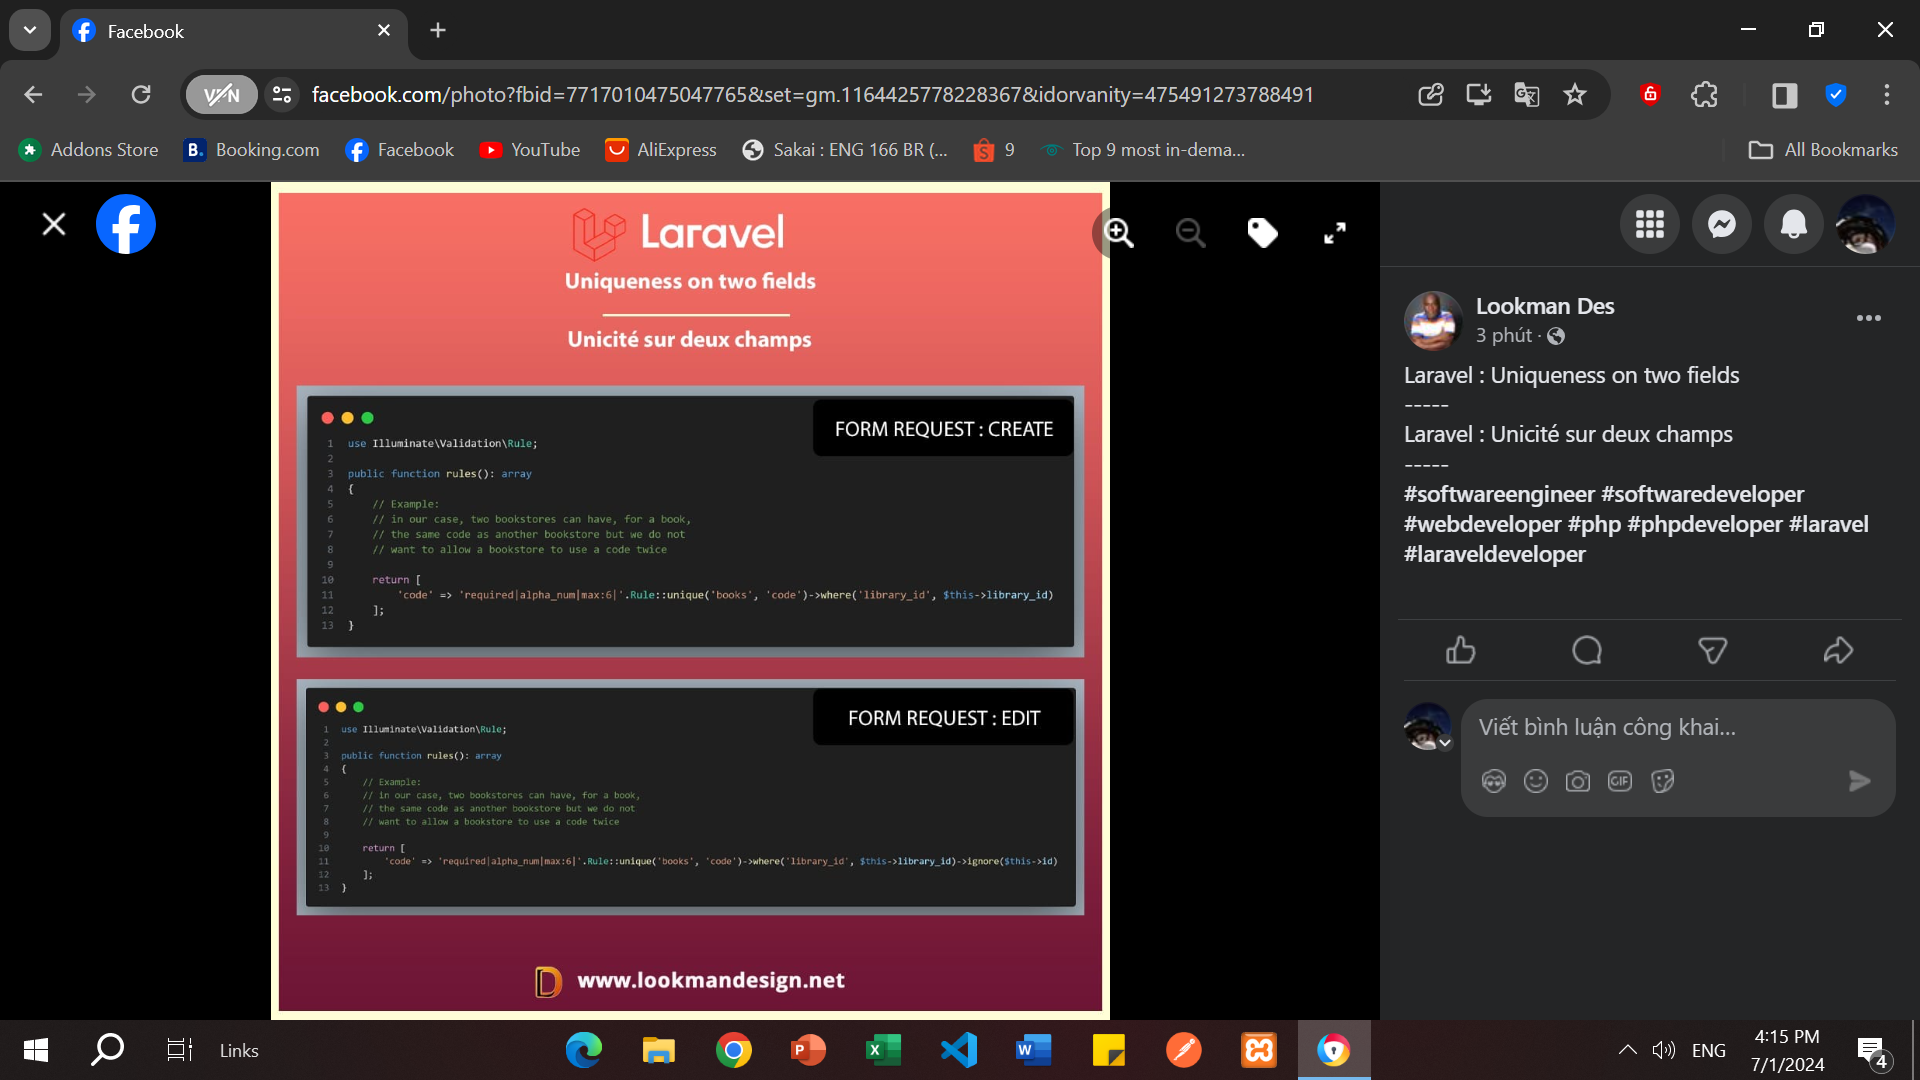 Facebook
VPN
facebook.com/photo?fbid=7717010475047765&set=gm.1164425778228367&idorvanity=475491273788491
Addons Store
B. Booking.com
Facebook
YouTube
AliExpress
Sakai : ENG 166 BR (...
9
Top 9 most in-dema...
All Bookmarks
Laravel
Uniqueness on two fields
Unicité sur deux champs
FORM REQUEST : CREATE
1 use Illuminate\Validation\Rule;
2
3 public function rules(): array
4 {
5 // Example:
6 // in our case, two bookstores can have, for a book,
7 // the same code as another bookstore but we do not
8 // want to allow a bookstore to use a code twice
9
10 return [
11 'code' => 'required|alpha_num|max:6|'.Rule::unique('books', 'code')->where('library_id', $this->library_id)
12 ];
13 }
FORM REQUEST : EDIT
1 use Illuminate\Validation\Rule;
2
3 public function rules(): array
4 {
5 // Example:
6 // in our case, two bookstores can have, for a book,
7 // the same code as another bookstore but we do not
8 // want to allow a bookstore to use a code twice
9
10 return [
11 'code' => 'required|alpha_num|max:6|'.Rule::unique('books', 'code')->where('library_id', $this->library_id)->ignore($this->id)
12 ];
13 }
www.lookmandesign.net
Lookman Des
3 phút ·
Laravel : Uniqueness on two fields
-----
Laravel : Unicité sur deux champs
-----
#softwareengineer #softwaredeveloper
#webdeveloper #php #phpdeveloper #laravel
#laraveldeveloper
Viết bình luận công khai...
GIF
Links
ENG
4:15 PM
7/1/2024
4